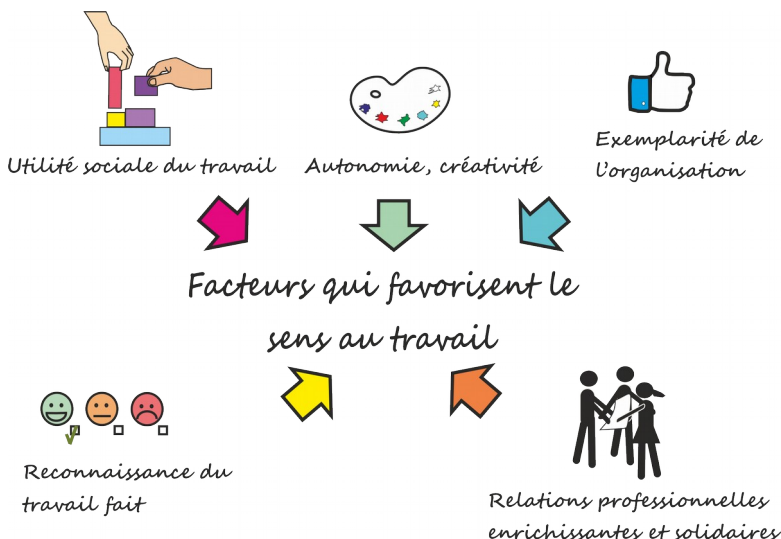 Utilité sociale du travail
Autonomie, créativité
Exemplarité de
l'organisation
Facteurs qui favorisent le
sens au travail
Reconnaissance du
travail fait
Relations professionnelles
enrichissantes et solidaires